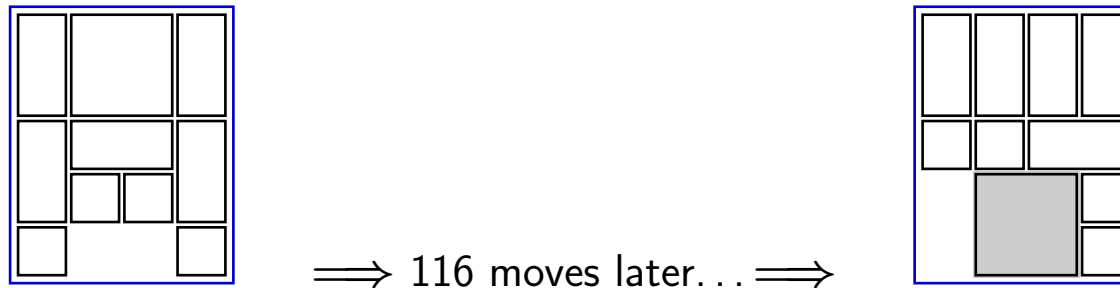 ⟹ 116 moves later... ⟹